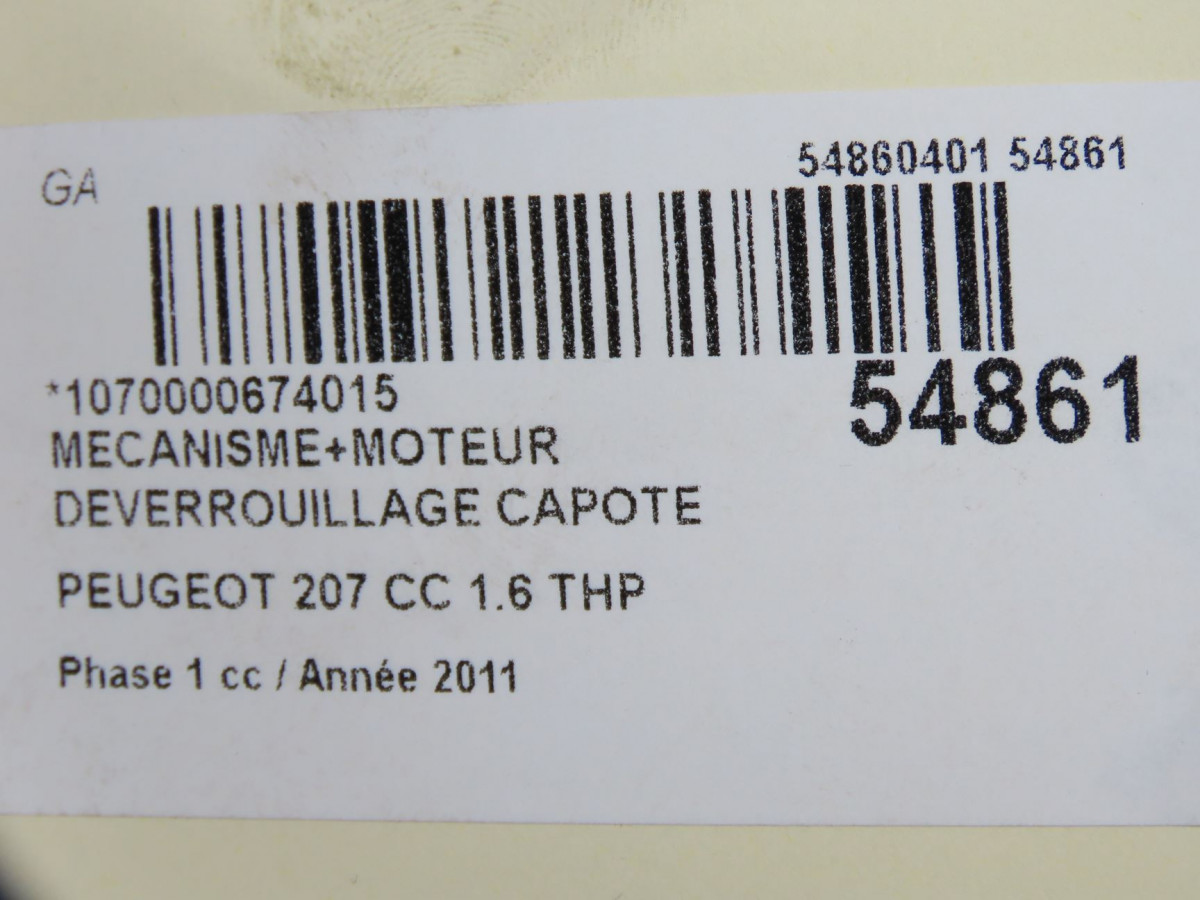 54860401 54861
GA
*1070000674015
54861
MECANISME+MOTEUR
DEVERROUILLAGE CAPOTE
PEUGEOT 207 CC 1.6 THP
Phase 1 cc / Année 2011